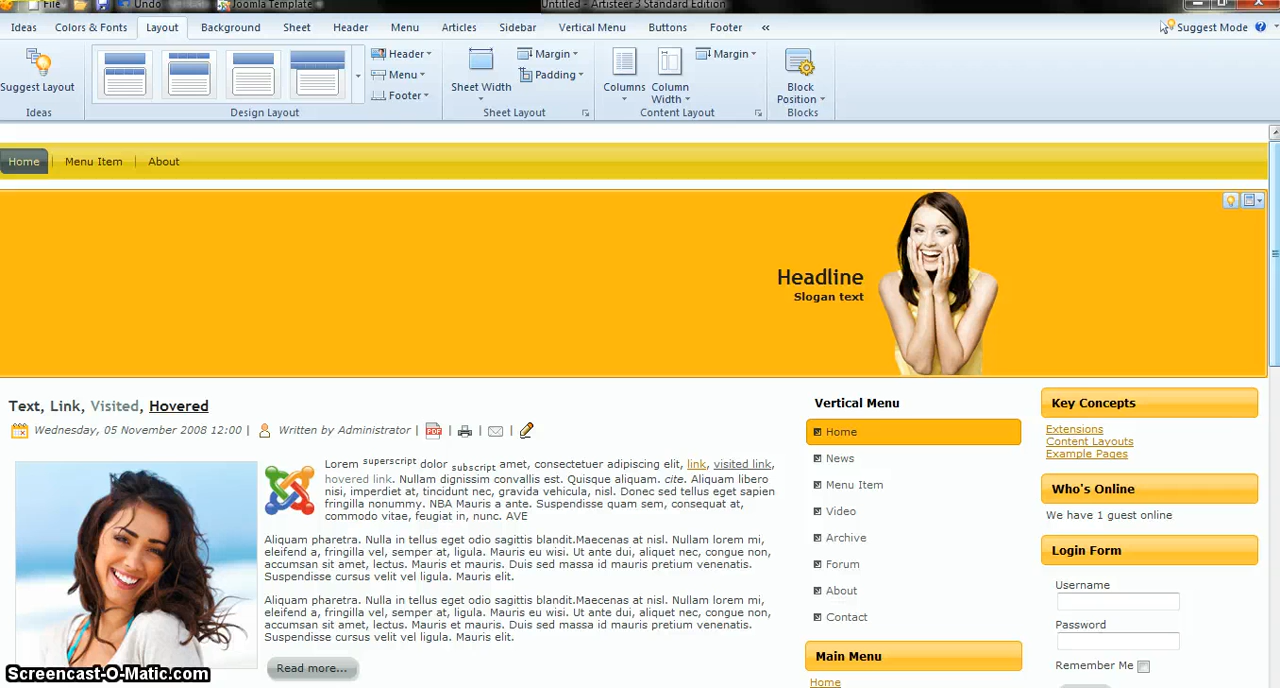 File Undo Joomla Template Untitled - Artisteer 3 Standard Edition
Ideas Colors & Fonts Layout Background Sheet Header Menu Articles Sidebar Vertical Menu Buttons Footer « Suggest Mode
Suggest Layout
Header
Menu
Footer
Sheet Width
Margin
Padding
Columns
Column Width
Margin
Block Position
Ideas Design Layout Sheet Layout Content Layout Blocks
Home Menu Item About
Headline
Slogan text
Text, Link, Visited, Hovered
Wednesday, 05 November 2008 12:00 | Written by Administrator | PDF | | |
Lorem superscript dolor subscript amet, consectetuer adipiscing elit, link, visited link,
hovered link. Nullam dignissim convallis est. Quisque aliquam. cite. Aliquam libero
nisi, imperdiet at, tincidunt nec, gravida vehicula, nisl. Donec sed tellus eget sapien
fringilla nonummy. NBA Mauris a ante. Suspendisse quam sem, consequat at,
commodo vitae, feugiat in, nunc. AVE
Aliquam pharetra. Nulla in tellus eget odio sagittis blandit.Maecenas at nisl. Nullam lorem mi,
eleifend a, fringilla vel, semper at, ligula. Mauris eu wisi. Ut ante dui, aliquet nec, congue non,
accumsan sit amet, lectus. Mauris et mauris. Duis sed massa id mauris pretium venenatis.
Suspendisse cursus velit vel ligula. Mauris elit.
Aliquam pharetra. Nulla in tellus eget odio sagittis blandit.Maecenas at nisl. Nullam lorem mi,
eleifend a, fringilla vel, semper at, ligula. Mauris eu wisi. Ut ante dui, aliquet nec, congue non,
accumsan sit amet, lectus. Mauris et mauris. Duis sed massa id mauris pretium venenatis.
Suspendisse cursus velit vel ligula. Mauris elit.
Read more...
Vertical Menu
Home
News
Menu Item
Video
Archive
Forum
About
Contact
Main Menu
Home
Key Concepts
Extensions
Content Layouts
Example Pages
Who's Online
We have 1 guest online
Login Form
Username
Password
Remember Me
Screencast-O-Matic.com